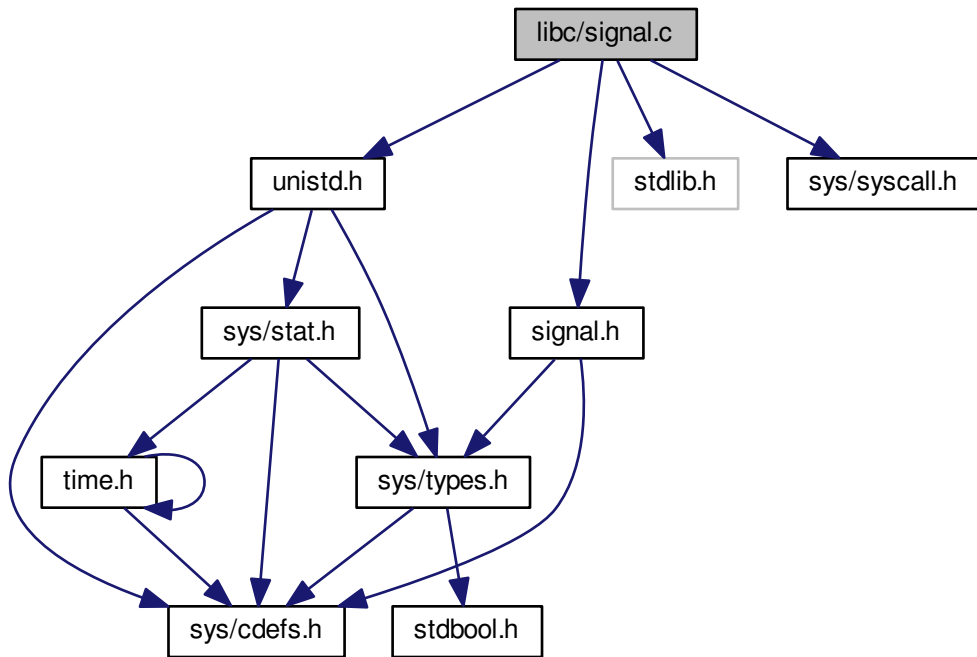 libc/signal.c
unistd.h
stdlib.h
sys/syscall.h
sys/stat.h
signal.h
time.h
sys/types.h
sys/cdefs.h
stdbool.h